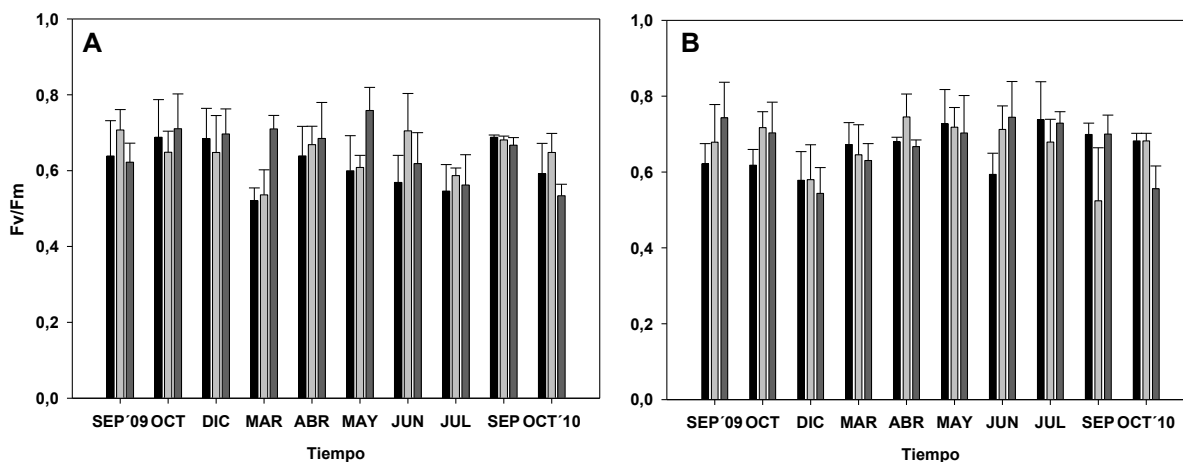 A
Fv/Fm
1,0
0,8
0,6
0,4
0,2
0,0
SEP´09 OCT DIC MAR ABR MAY JUN JUL SEP OCT´10
Tiempo
B
1,0
0,8
0,6
0,4
0,2
0,0
SEP´09 OCT DIC MAR ABR MAY JUN JUL SEP OCT´10
Tiempo